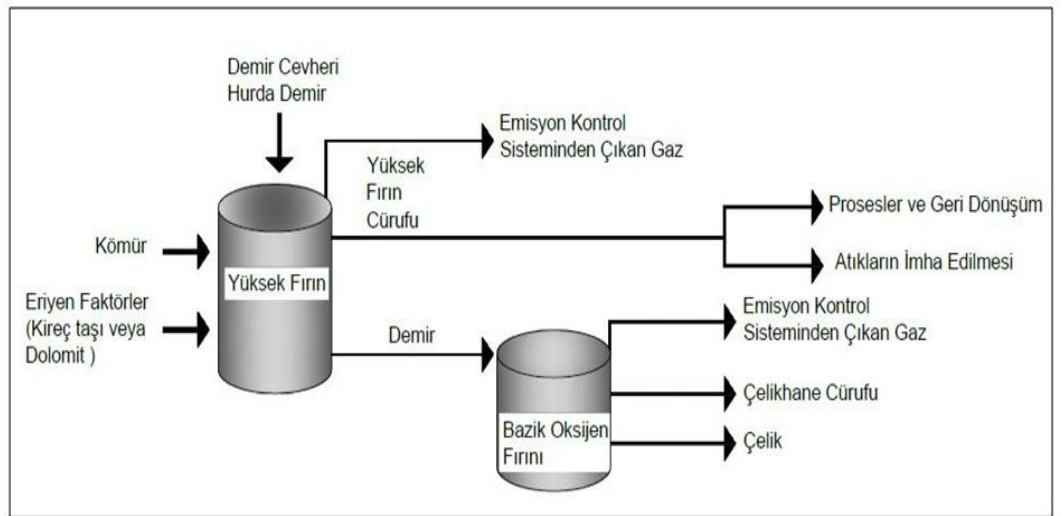 Demir Cevheri
Hurda Demir
Emisyon Kontrol
Sisteminden Çıkan Gaz
Yüksek
Fırın
Cürufu
Prosesler ve Geri Dönüşüm
Kömür
Atıkların İmha Edilmesi
Yüksek Fırın
Eriyen Faktörler
(Kireç taşı veya
Dolomit )
Emisyon Kontrol
Sisteminden Çıkan Gaz
Demir
Çelikhane Cürufu
Bazik Oksijen
Fırını
Çelik